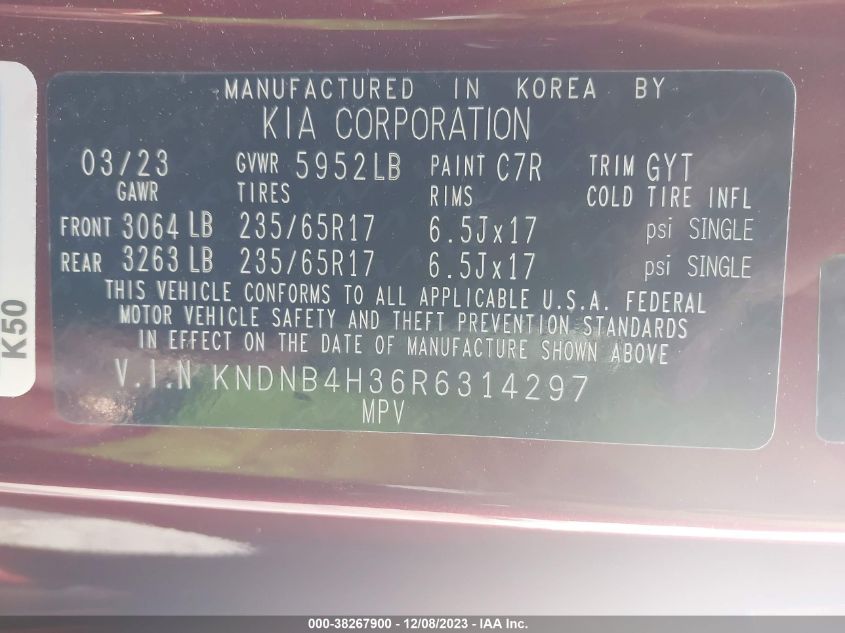 MANUFACTURED IN KOREA BY
KIA CORPORATION
03/23 GVWR 5952LB PAINT C7R TRIM GYT
GAWR TIRES RIMS COLD TIRE INFL
FRONT 3064 LB 235/65R17 6.5Jx17 psi SINGLE
REAR 3263 LB 235/65R17 6.5Jx17 psi SINGLE
THIS VEHICLE CONFORMS TO ALL APPLICABLE U.S.A. FEDERAL
MOTOR VEHICLE SAFETY AND THEFT PREVENTION STANDARDS
IN EFFECT ON THE DATE OF MANUFACTURE SHOWN ABOVE
V.I.N KNDNB4H36R6314297
MPV
K50
000-38267900 - 12/08/2023 - IAA Inc.